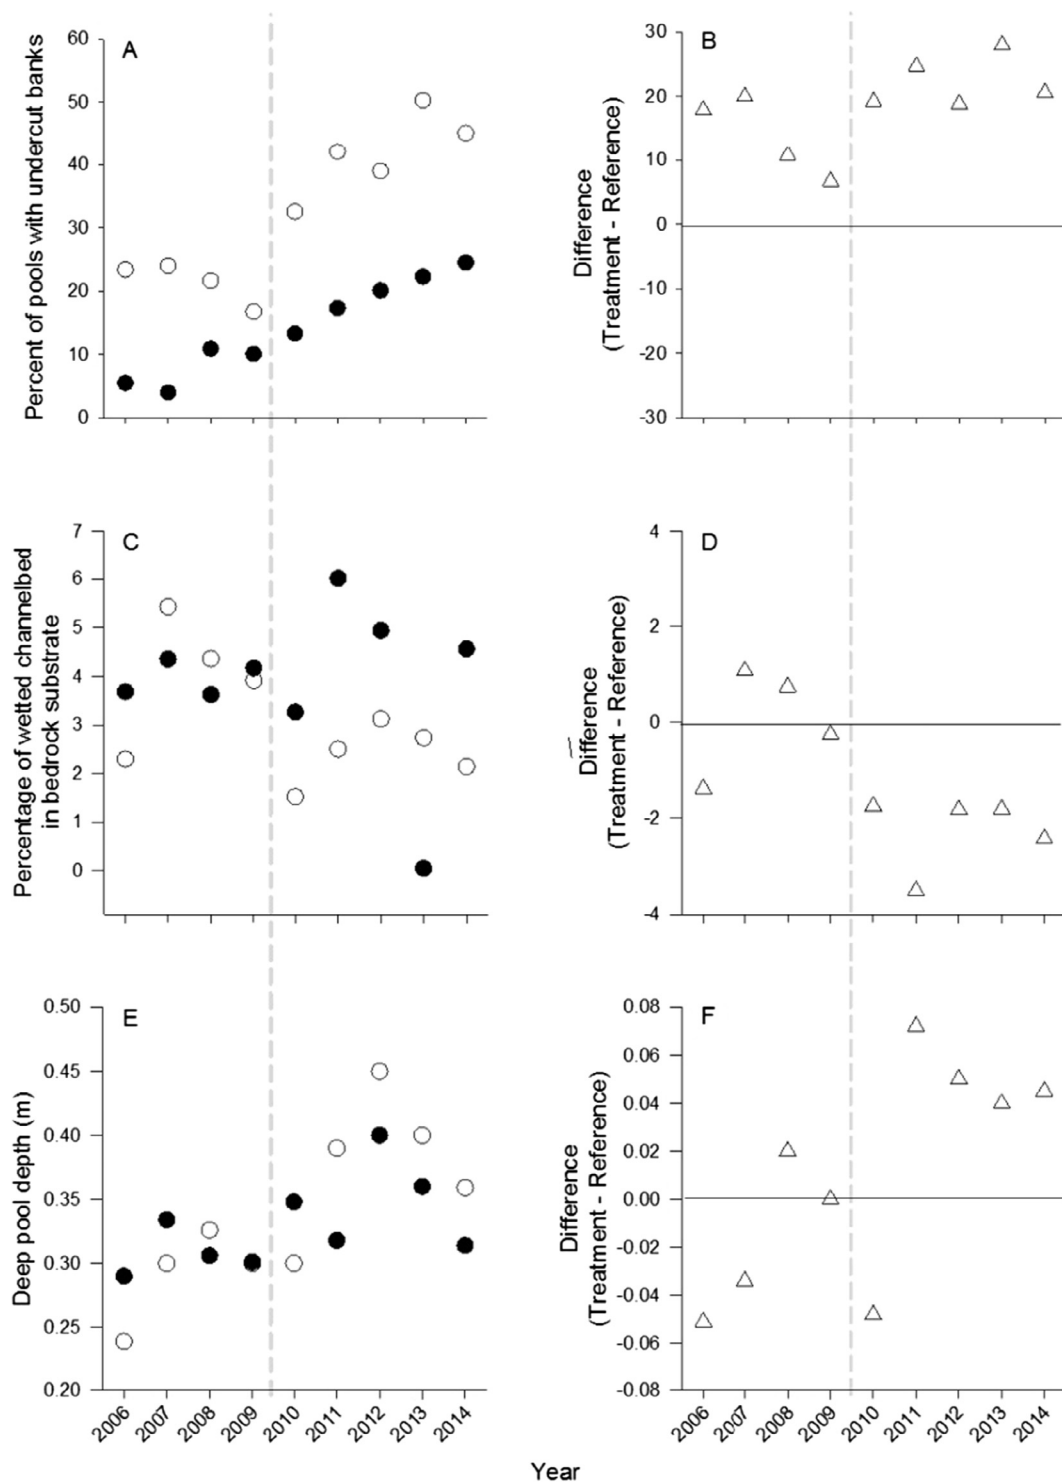 A
Percent of pools with undercut banks
60
50
40
30
20
10
0
B
Difference
(Treatment - Reference)
30
20
10
0
-10
-20
-30
C
Percentage of wetted channelbed
in bedrock substrate
7
6
5
4
3
2
1
0
D
Difference
(Treatment - Reference)
4
2
0
-2
-4
E
Deep pool depth (m)
0.50
0.45
0.40
0.35
0.30
0.25
0.20
2006 2007 2008 2009 2010 2011 2012 2013 2014
F
Difference
(Treatment - Reference)
0.08
0.06
0.04
0.02
0.00
-0.02
-0.04
-0.06
-0.08
2006 2007 2008 2009 2010 2011 2012 2013 2014
Year